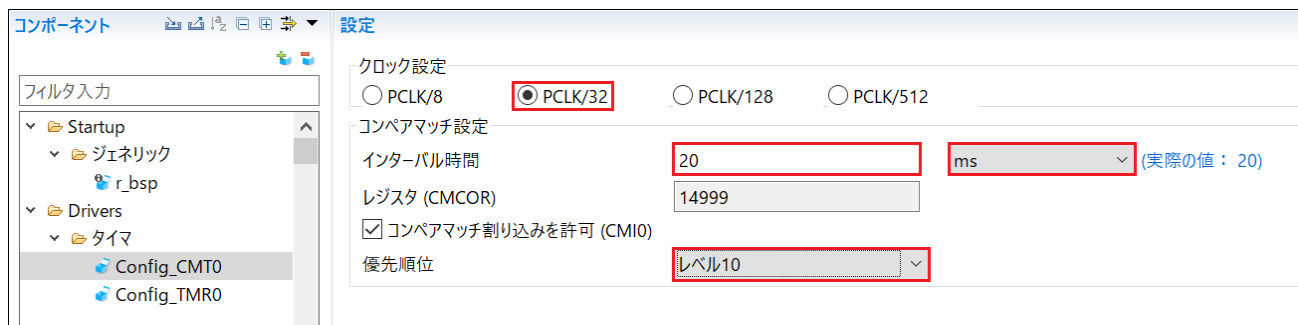 コンポーネント
フィルタ入力
Startup
ジェネリック
r_bsp
Drivers
タイマ
Config_CMT0
Config_TMR0
設定
クロック設定
PCLK/8 PCLK/32 PCLK/128 PCLK/512
コンペアマッチ設定
インターバル時間 20 ms (実際の値： 20)
レジスタ (CMCOR) 14999
コンペアマッチ割り込みを許可 (CMI0)
優先順位 レベル10